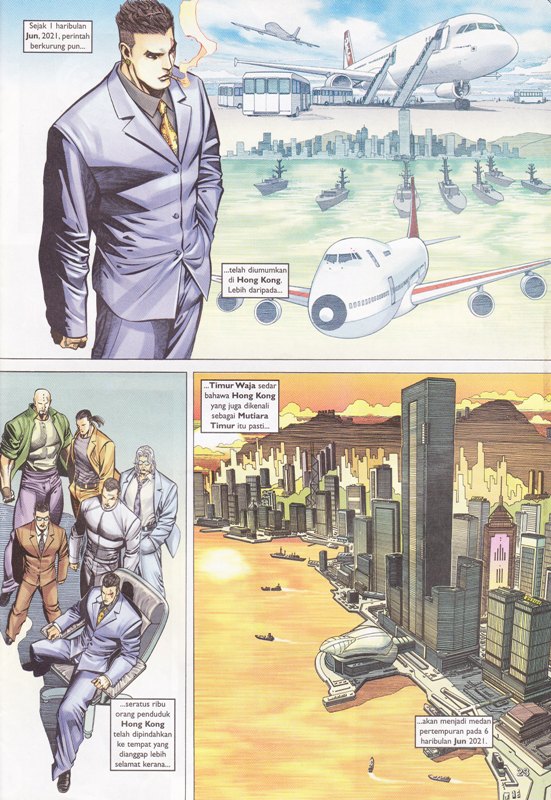 Sejak 1 haribulan
Jun, 2021, perintah
berkurung pun...
...telah diumumkan
di Hong Kong.
Lebih daripada...
...seratus ribu
orang penduduk
Hong Kong
telah dipindahkan
ke tempat yang
dianggap lebih
selamat kerana...
...Timur Waja sedar
bahawa Hong Kong
yang juga dikenali
sebagai Mutiara
Timur itu pasti...
...akan menjadi medan
pertempuran pada 6
haribulan Jun 2021.
23